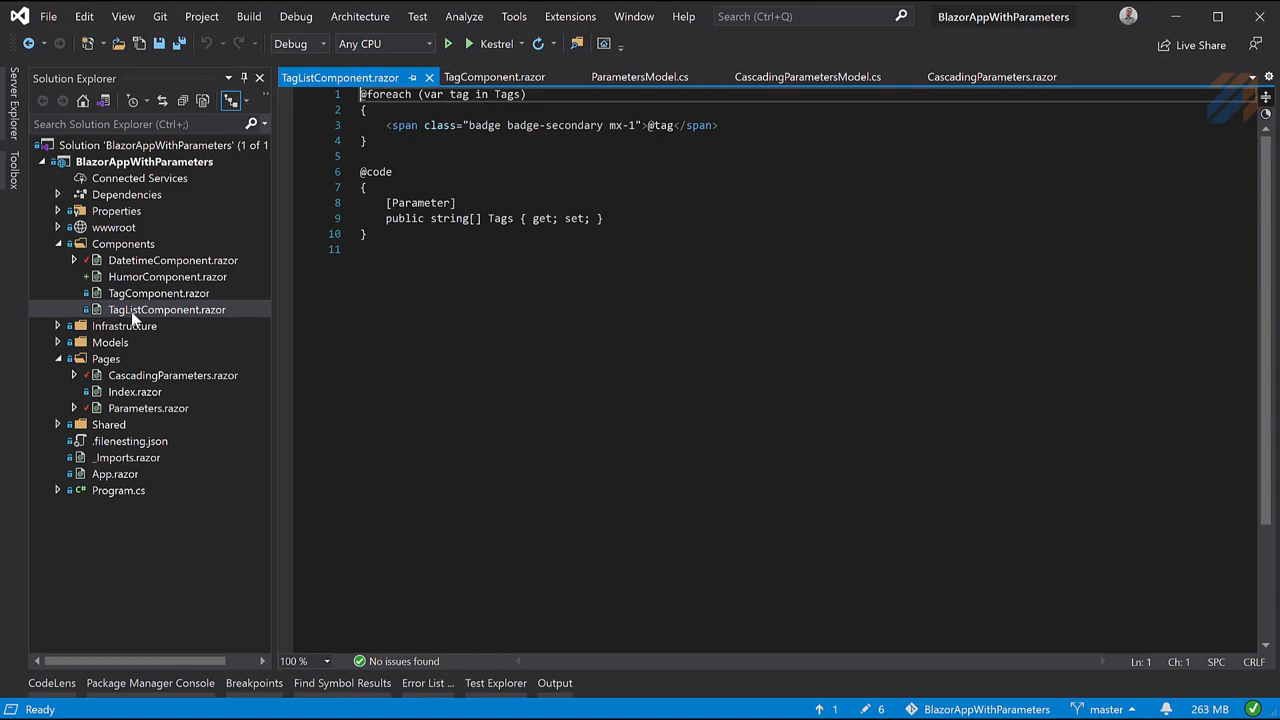 File Edit View Git Project Build Debug Architecture Test Analyze Tools Extensions Window Help Search (Ctrl+Q) BlazorAppWithParameters
Debug Any CPU Kestrel Live Share
Server Explorer
Toolbox
Solution Explorer
Search Solution Explorer (Ctrl+;)
Solution 'BlazorAppWithParameters' (1 of 1
BlazorAppWithParameters
Connected Services
Dependencies
Properties
wwwroot
Components
DatetimeComponent.razor
HumorComponent.razor
TagComponent.razor
TagListComponent.razor
Infrastructure
Models
Pages
CascadingParameters.razor
Index.razor
Parameters.razor
Shared
.filenesting.json
_Imports.razor
App.razor
Program.cs
TagListComponent.razor TagComponent.razor ParametersModel.cs CascadingParametersModel.cs CascadingParameters.razor
1 @foreach (var tag in Tags)
2 {
3 <span class="badge badge-secondary mx-1">@tag</span>
4 }
5
6 @code
7 {
8 [Parameter]
9 public string[] Tags { get; set; }
10 }
11
100 % No issues found Ln: 1 Ch: 1 SPC CRLF
CodeLens Package Manager Console Breakpoints Find Symbol Results Error List ... Test Explorer Output
Ready 1 6 BlazorAppWithParameters master 263 MB